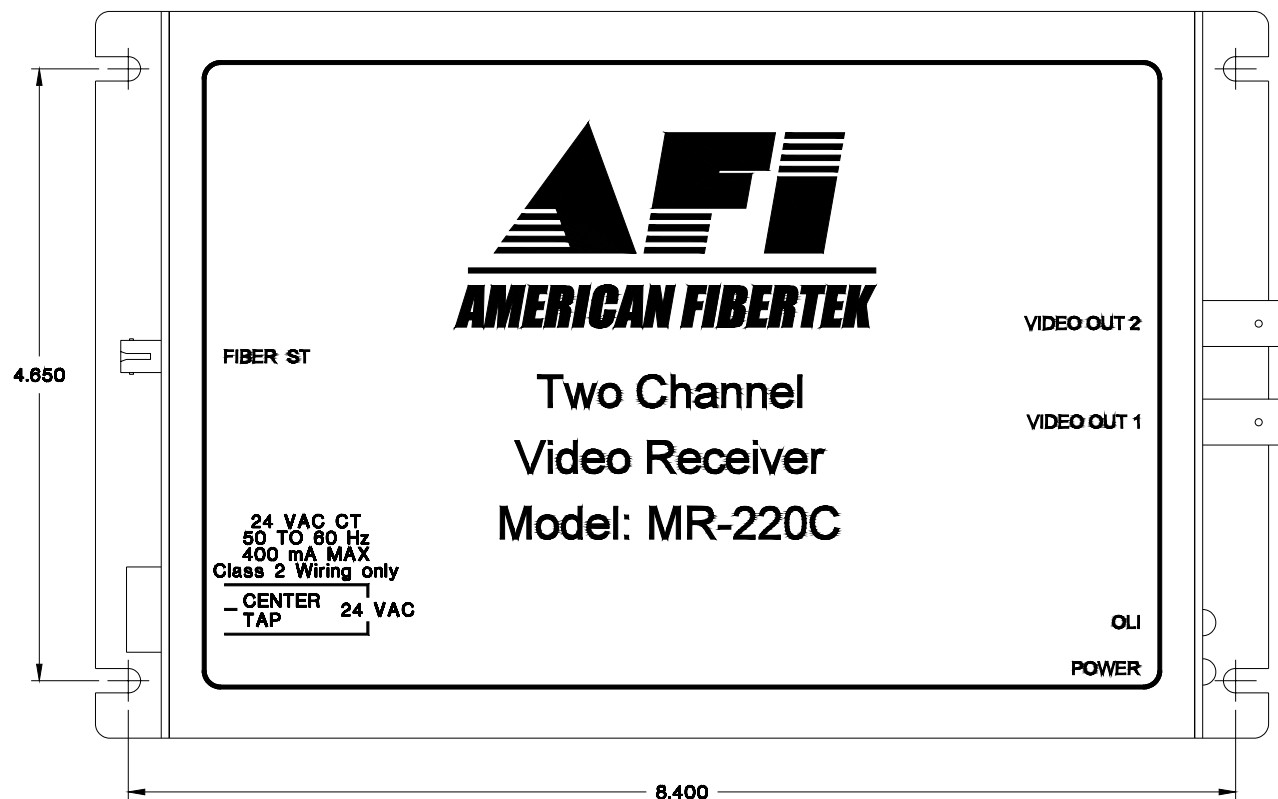 AFI
AMERICAN FIBERTEK
Two Channel
Video Receiver
Model: MR-220C
FIBER ST
24 VAC CT
50 TO 60 Hz
400 mA MAX
Class 2 Wiring only
CENTER
TAP
24 VAC
VIDEO OUT 2
VIDEO OUT 1
OLI
POWER
4.650
8.400